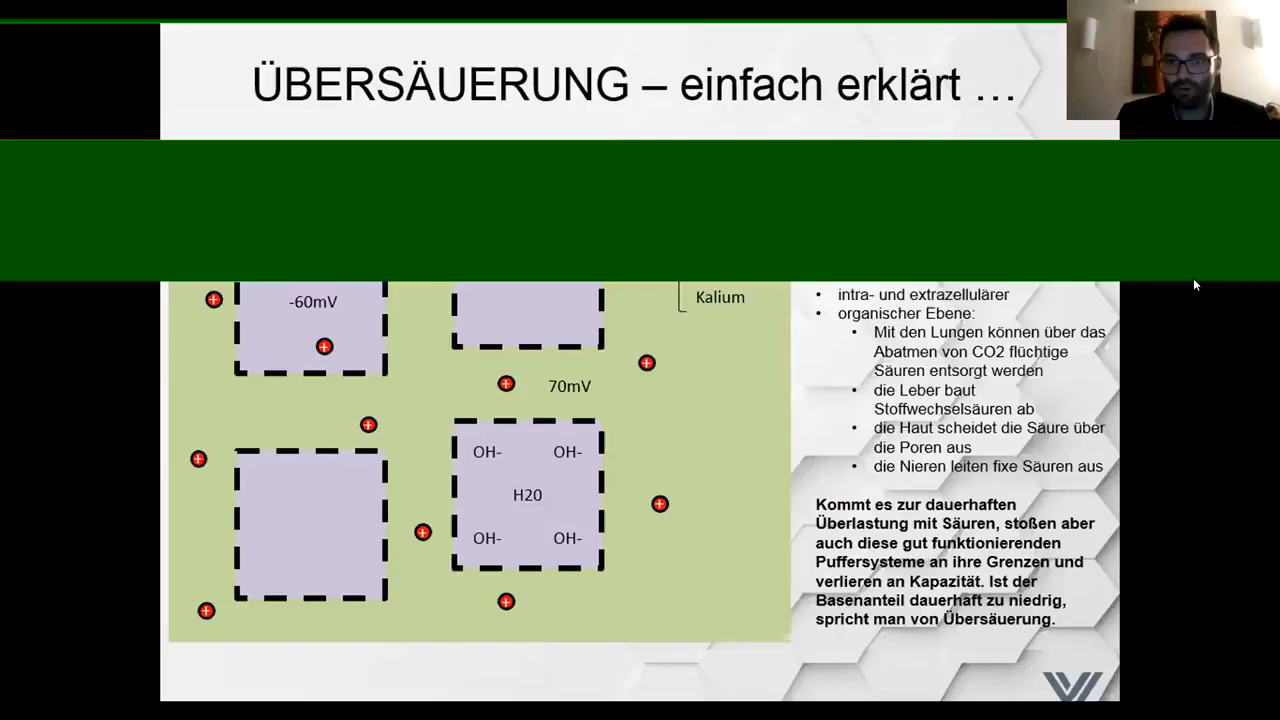 ÜBERSÄUERUNG – einfach erklärt …
-60mV
Kalium
70mV
OH- OH-
H20
OH- OH-
• intra- und extrazellulärer
• organischer Ebene:
• Mit den Lungen können über das
Abatmen von CO2 flüchtige
Säuren entsorgt werden
• die Leber baut
Stoffwechselsäuren ab
• die Haut scheidet die Säure über
die Poren aus
• die Nieren leiten fixe Säuren aus
Kommt es zur dauerhaften
Überlastung mit Säuren, stoßen aber
auch diese gut funktionierenden
Puffersysteme an ihre Grenzen und
verlieren an Kapazität. Ist der
Basenanteil dauerhaft zu niedrig,
spricht man von Übersäuerung.